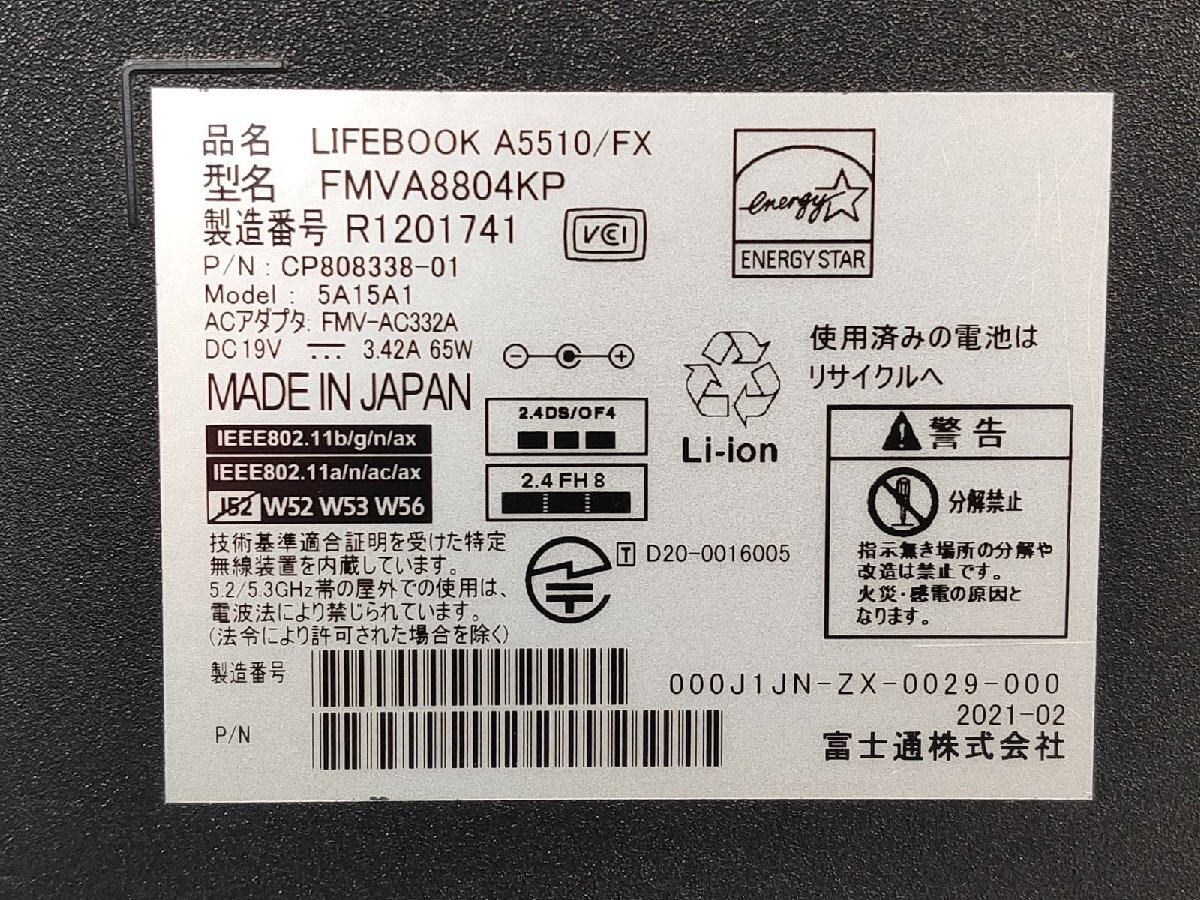 品名 LIFEBOOK A5510/FX
型名 FMVA8804KP
製造番号 R1201741
VCI
P/N : CP808338-01
Model : 5A15A1
ACアダプタ: FMV-AC332A
DC19V 3.42A 65W
MADE IN JAPAN
energy
ENERGY STAR
使用済みの電池は
リサイクルへ
Li-ion
IEEE802.11b/g/n/ax
IEEE802.11a/n/ac/ax
J52 W52 W53 W56
2.4DS/OF4
2.4FH8
警告
分解禁止
指示無き場所の分解や
改造は禁止です。
火災・感電の原因と
なります。
技術基準適合証明を受けた特定
無線装置を内蔵しています。
5.2/5.3GHz帯の屋外での使用は、
電波法により禁じられています。
(法令により許可された場合を除く)
T D20-0016005
製造番号
P/N
000J1JN-ZX-0029-000
2021-02
富士通株式会社